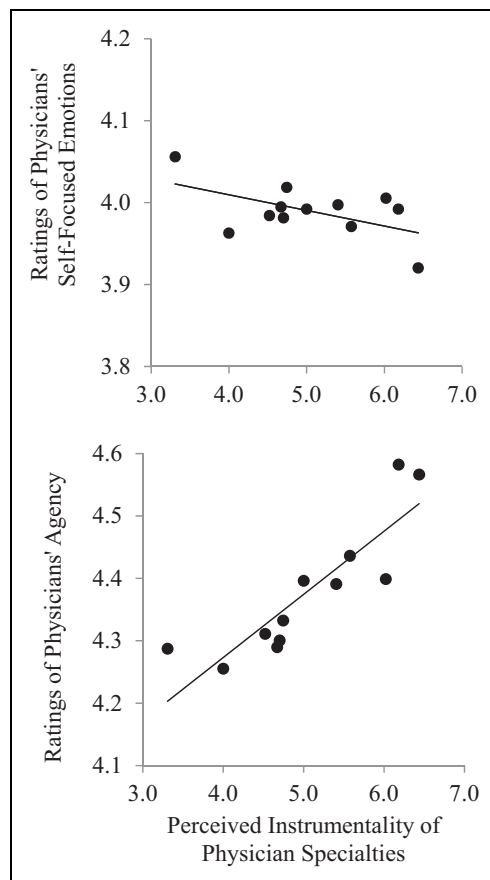 Ratings of Physicians'
Self-Focused Emotions
4.2
4.1
4.0
3.9
3.8
3.0 4.0 5.0 6.0 7.0
Ratings of Physicians' Agency
4.6
4.5
4.4
4.3
4.2
4.1
3.0 4.0 5.0 6.0 7.0
Perceived Instrumentality of
Physician Specialties